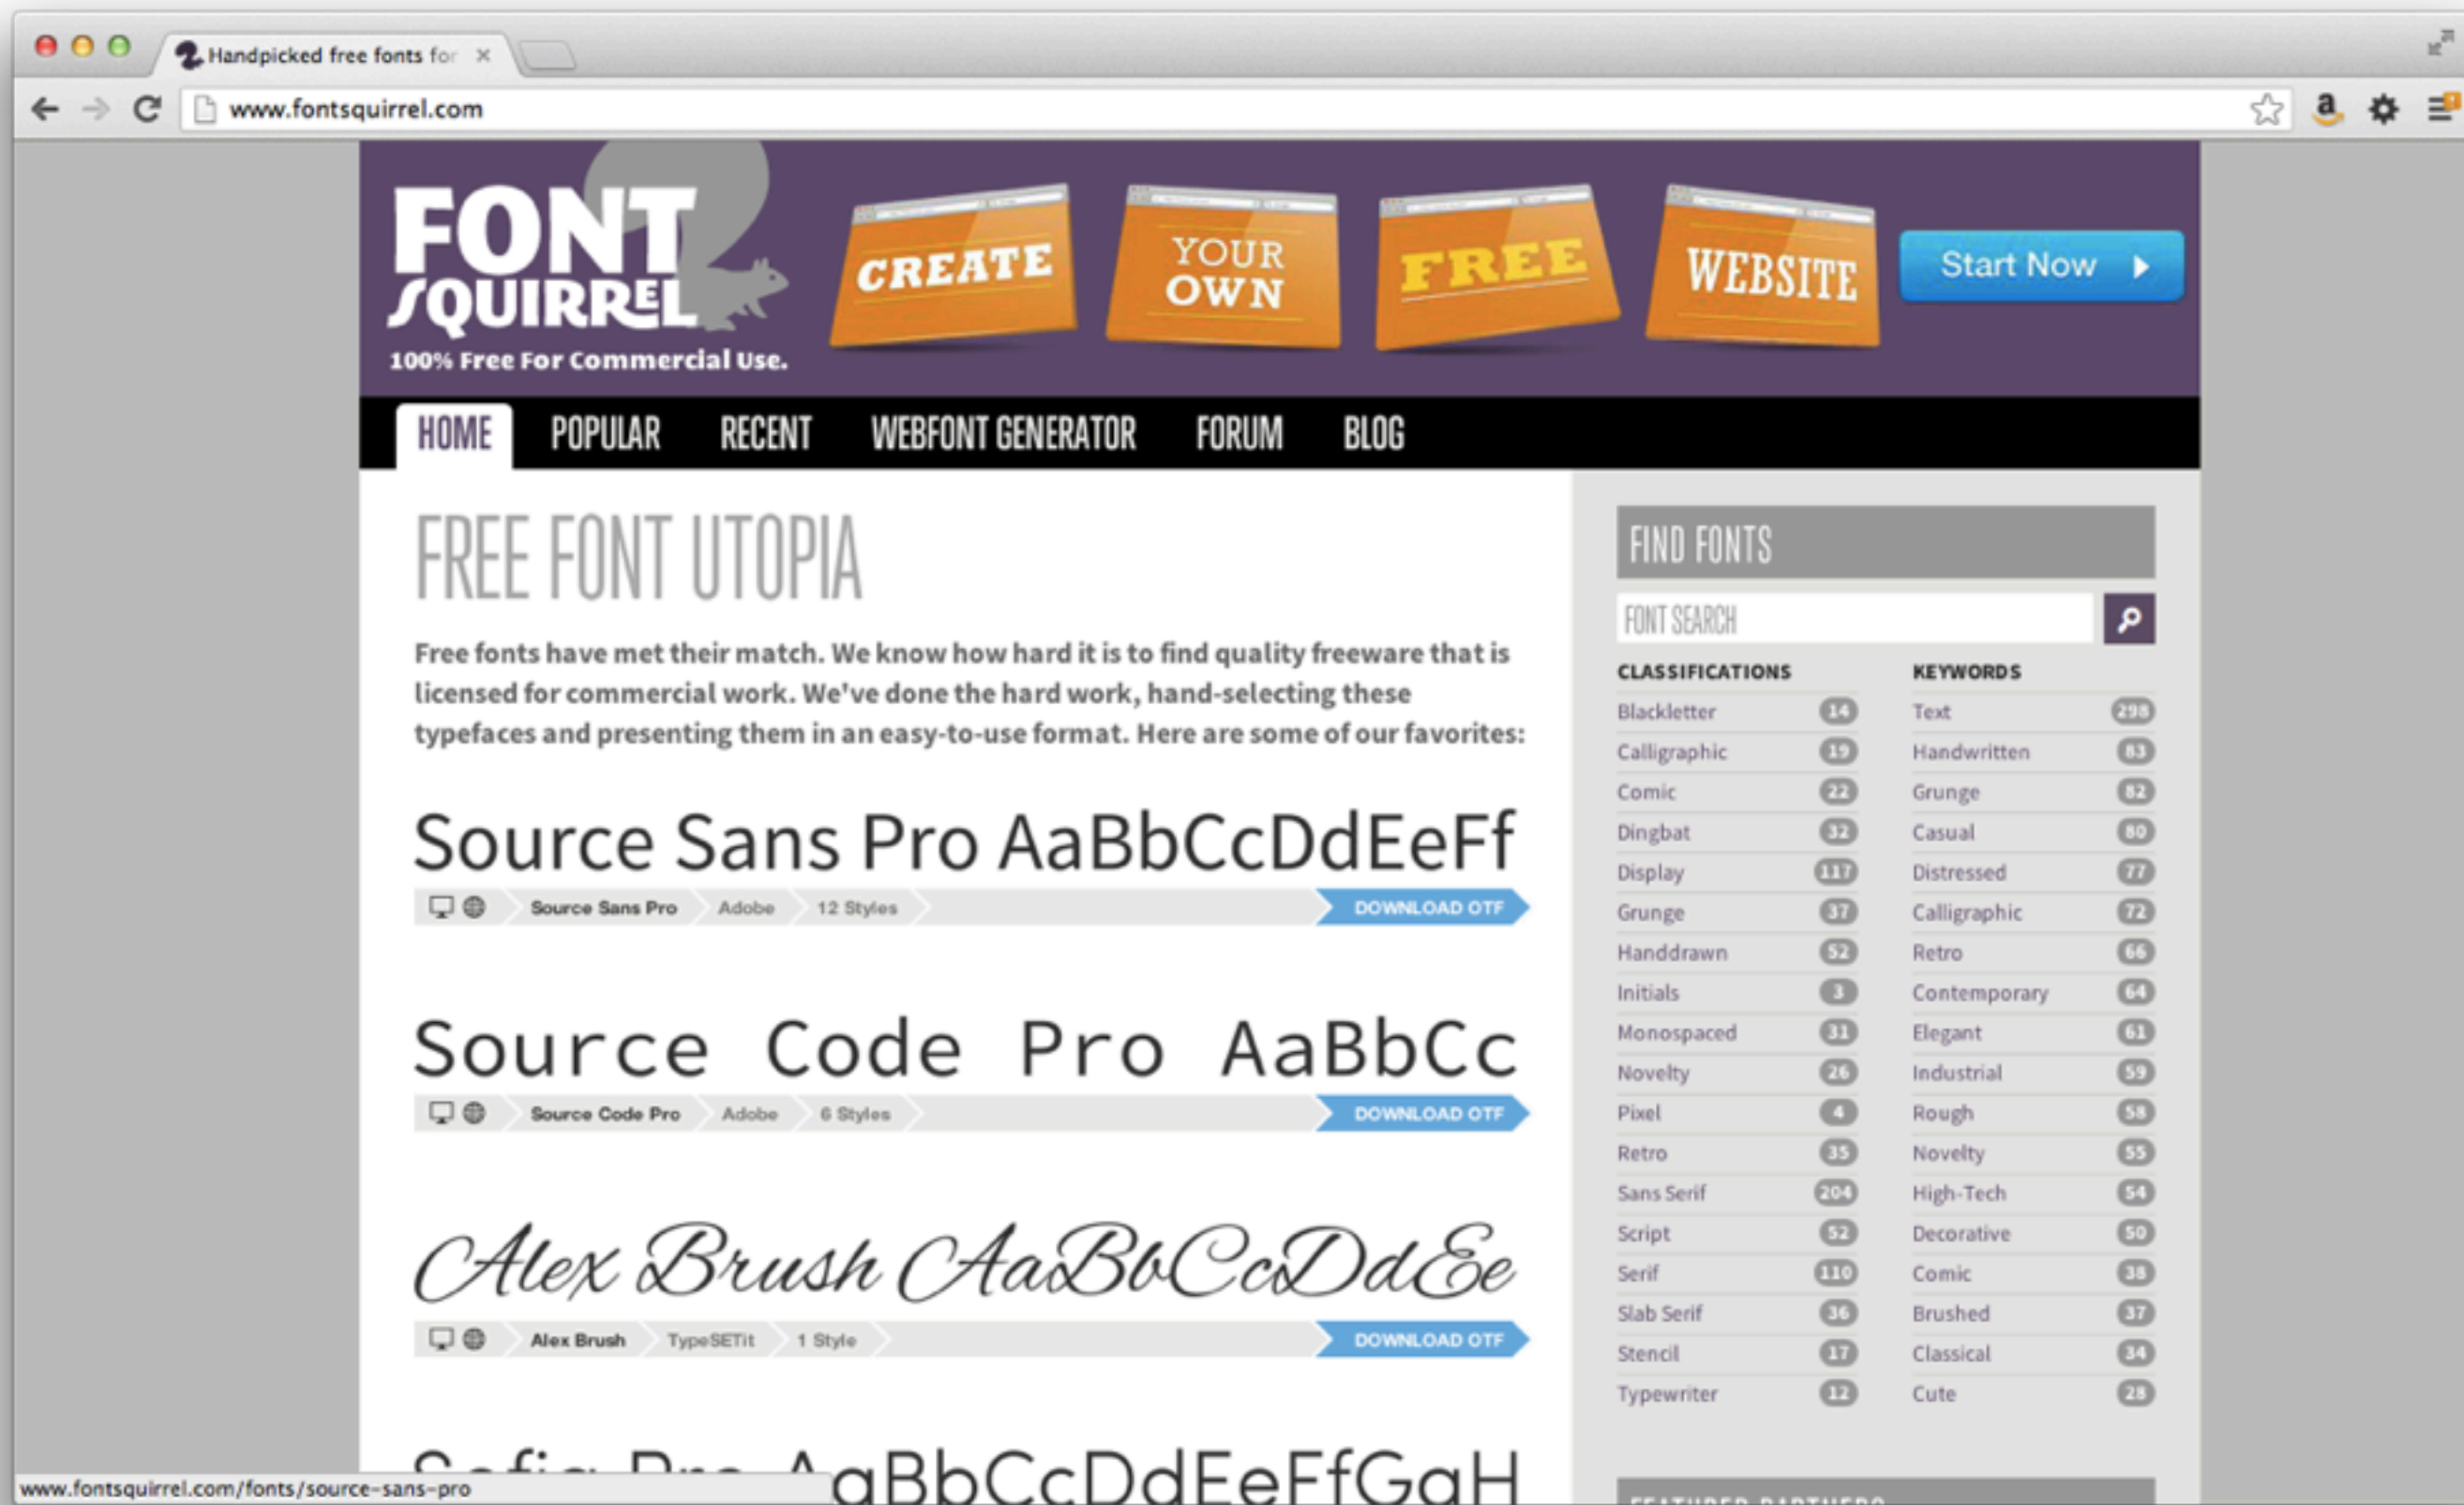 Handpicked free fonts for
www.fontsquirrel.com
FONT
SQUIRREL
100% Free For Commercial Use.
CREATE
YOUR
OWN
FREE
WEBSITE
Start Now
HOME POPULAR RECENT WEBFONT GENERATOR FORUM BLOG
FREE FONT UTOPIA
Free fonts have met their match. We know how hard it is to find quality freeware that is
licensed for commercial work. We've done the hard work, hand-selecting these
typefaces and presenting them in an easy-to-use format. Here are some of our favorites:
Source Sans Pro AaBbCcDdEeFf
Source Sans Pro Adobe 12 Styles DOWNLOAD OTF
Source Code Pro AaBbCc
Source Code Pro Adobe 6 Styles DOWNLOAD OTF
Alex Brush AaBbCcDdEe
Alex Brush TypeSETit 1 Style DOWNLOAD OTF
Sofia Pro AaBbCcDdEeFfGgH
FIND FONTS
FONT SEARCH
CLASSIFICATIONS KEYWORDS
Blackletter 14 Text 298
Calligraphic 19 Handwritten 83
Comic 22 Grunge 82
Dingbat 32 Casual 80
Display 117 Distressed 77
Grunge 37 Calligraphic 72
Handdrawn 52 Retro 66
Initials 3 Contemporary 64
Monospaced 31 Elegant 61
Novelty 26 Industrial 59
Pixel 4 Rough 58
Retro 35 Novelty 55
Sans Serif 204 High-Tech 54
Script 52 Decorative 50
Serif 110 Comic 38
Slab Serif 36 Brushed 37
Stencil 17 Classical 34
Typewriter 12 Cute 28
FEATURED PARTNERS
www.fontsquirrel.com/fonts/source-sans-pro